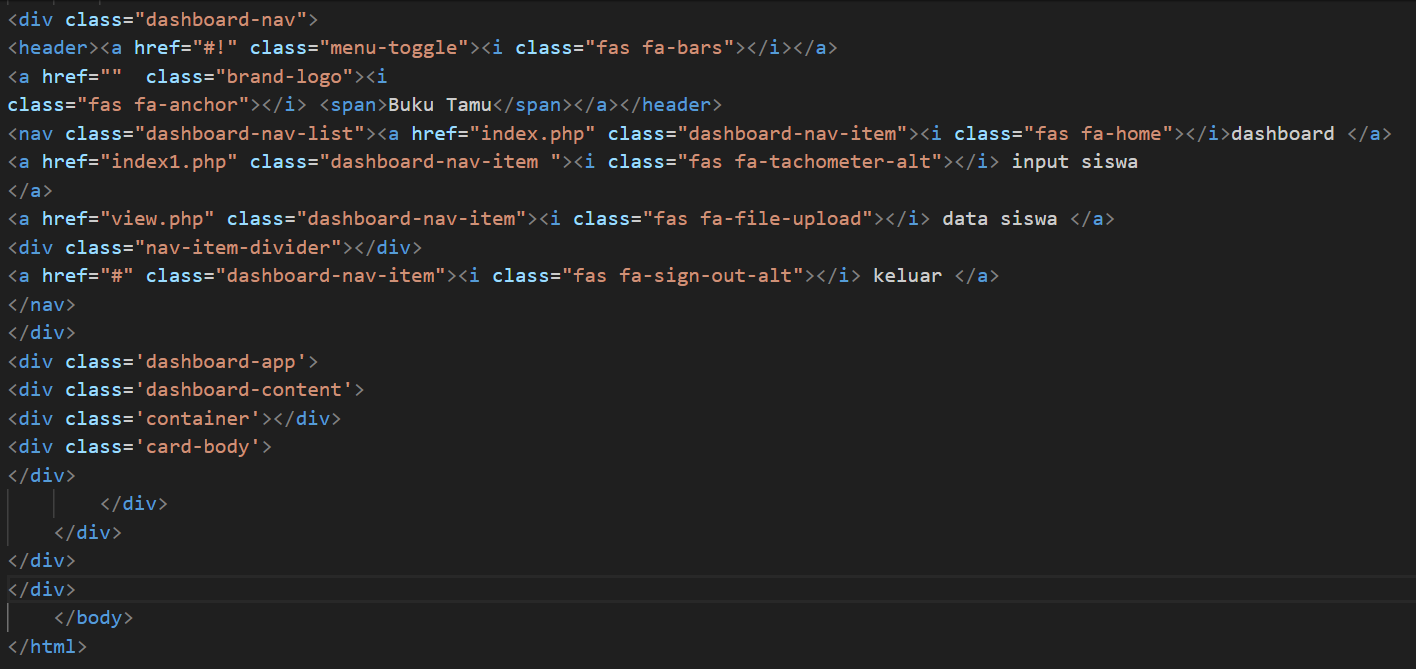 <div class="dashboard-nav">
<header><a href="#!" class="menu-toggle"><i class="fas fa-bars"></i></a>
<a href=""  class="brand-logo"><i
class="fas fa-anchor"></i> <span>Buku Tamu</span></a></header>
<nav class="dashboard-nav-list"><a href="index.php" class="dashboard-nav-item"><i class="fas fa-home"></i>dashboard </a>
<a href="index1.php" class="dashboard-nav-item "><i class="fas fa-tachometer-alt"></i> input siswa
</a>
<a href="view.php" class="dashboard-nav-item"><i class="fas fa-file-upload"></i> data siswa </a>
<div class="nav-item-divider"></div>
<a href="#" class="dashboard-nav-item"><i class="fas fa-sign-out-alt"></i> keluar </a>
</nav>
</div>
<div class='dashboard-app'>
<div class='dashboard-content'>
<div class='container'></div>
<div class='card-body'>
</div>
        </div>
    </div>
</div>
</div>
    </body>
</html>